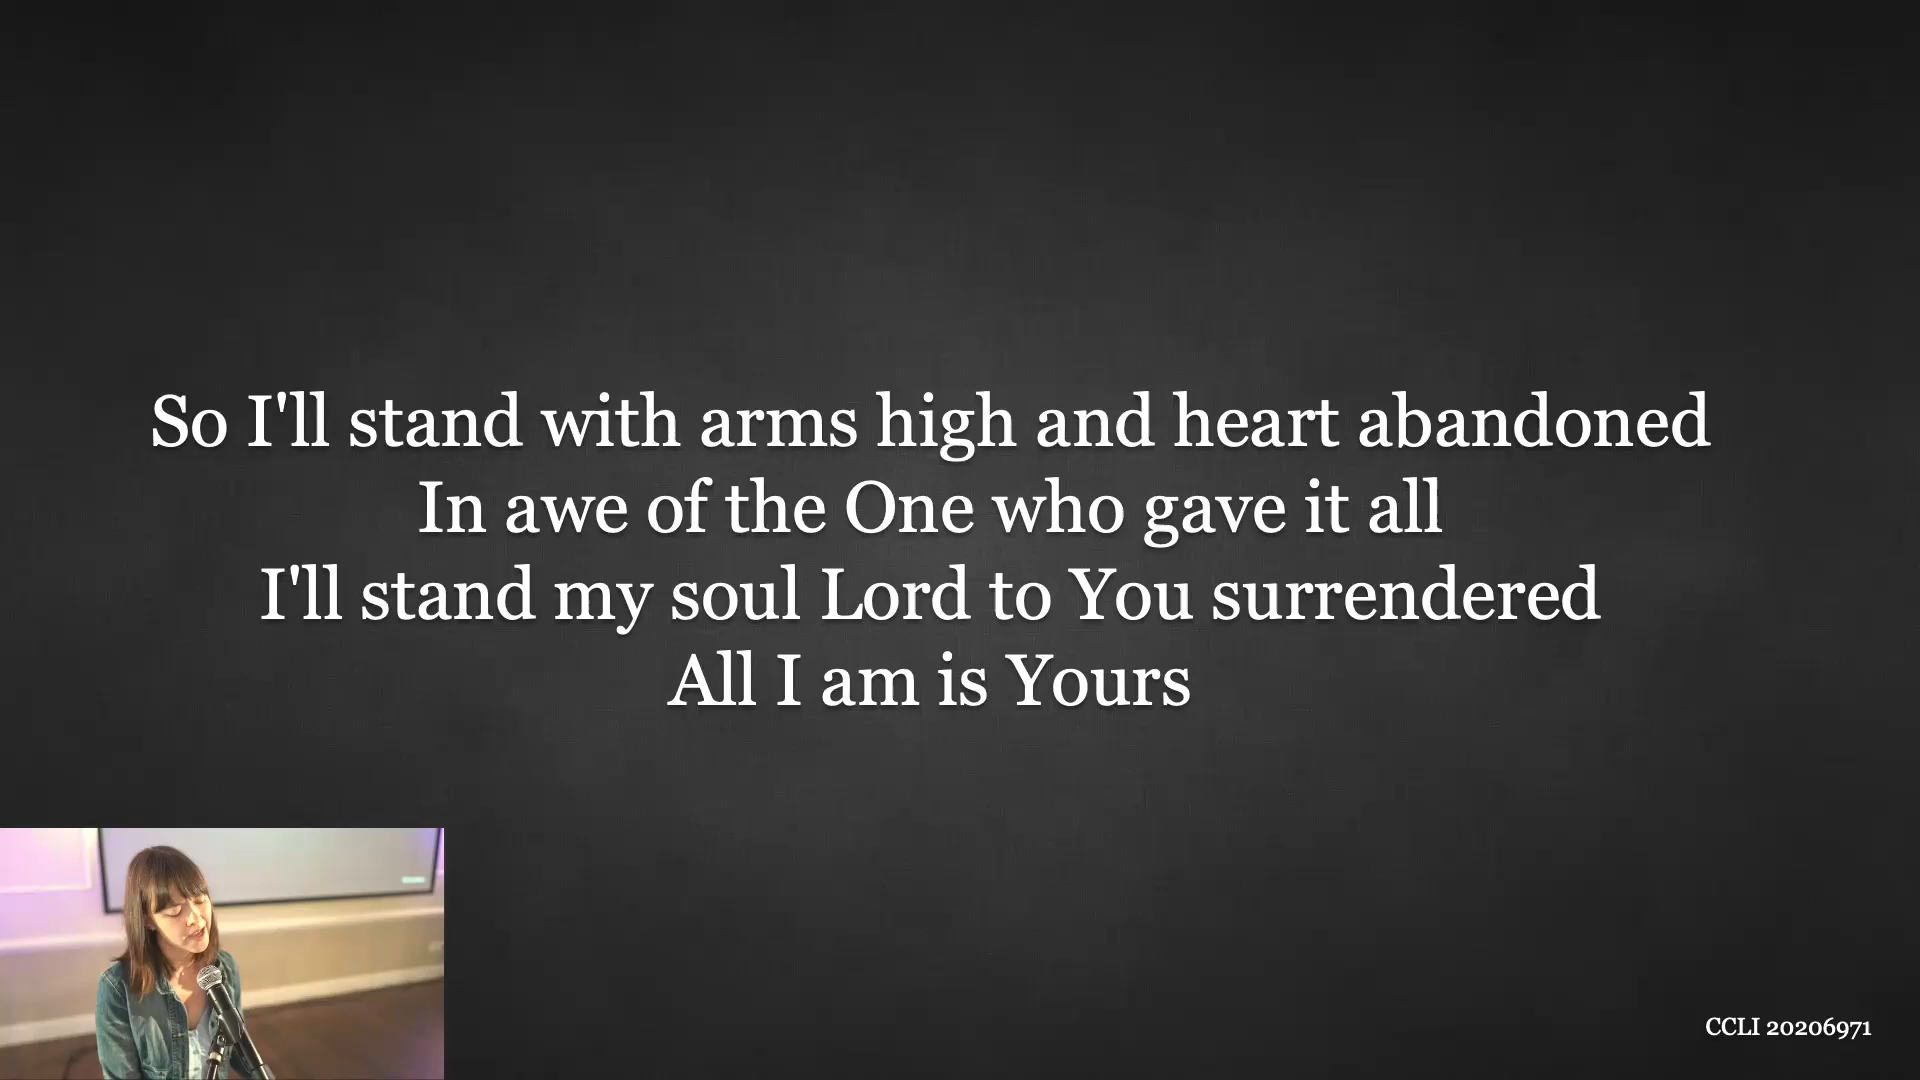 So I'll stand with arms high and heart abandoned
In awe of the One who gave it all
I'll stand my soul Lord to You surrendered
All I am is Yours
CCLI 20206971